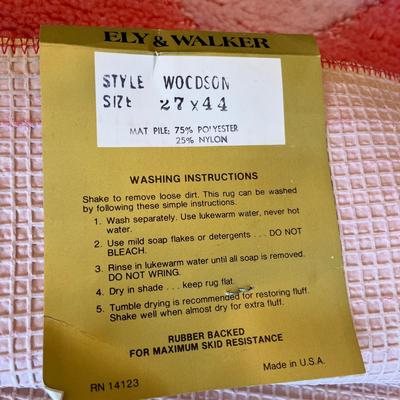 ELY & WALKER
STYLE WOODSON
SIZE 27 x 44
MAT PILE: 75% POLYESTER
25% NYLON
WASHING INSTRUCTIONS
Shake to remove loose dirt. This rug can be washed
by following these simple instructions.
1. Wash separately. Use lukewarm water, never hot
water.
2. Use mild soap flakes or detergents . . . DO NOT
BLEACH.
3. Rinse in lukewarm water until all soap is removed.
DO NOT WRING.
4. Dry in shade . . . keep rug flat.
5. Tumble drying is recommended for restoring fluff.
Shake well when almost dry for extra fluff.
RUBBER BACKED
FOR MAXIMUM SKID RESISTANCE
Made in U.S.A.
RN 14123